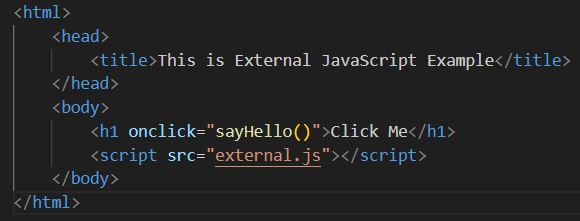 <html>
<head>
<title>This is External JavaScript Example</title>
</head>
<body>
<h1 onclick="sayHello()">Click Me</h1>
<script src="external.js"></script>
</body>
</html>